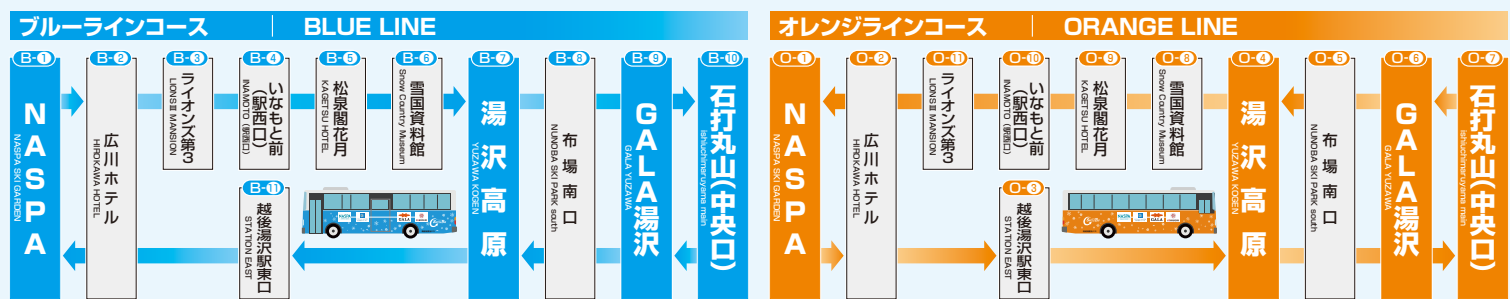 ブルーラインコース BLUE LINE
B-1
NASPA
NASPA SKI GARDEN
B-2
広川ホテル
HIROKAWA HOTEL
B-3
ライオンズ第3
LIONS Ⅲ MANSION
B-4
いなもと前
(駅西口)
INAMOTO (駅西口)
B-5
松泉閣花月
KAGETSU HOTEL
B-6
雪国資料館
Snow Country Museum
B-7
湯沢高原
YUZAWA KOGEN
B-8
布場南口
NUNOBA SKI PARK south
B-9
GALA湯沢
GALA YUZAWA
B-10
石打丸山(中央口)
ishiuchimaruyama main
B-11
越後湯沢駅東口
STATION EAST
オレンジラインコース ORANGE LINE
O-1
NASPA
NASPA SKI GARDEN
O-2
広川ホテル
HIROKAWA HOTEL
O-11
ライオンズ第3
LIONS Ⅲ MANSION
O-10
いなもと前
(駅西口)
INAMOTO (駅西口)
O-9
松泉閣花月
KAGETSU HOTEL
O-8
雪国資料館
Snow Country Museum
O-4
湯沢高原
YUZAWA KOGEN
O-5
布場南口
NUNOBA SKI PARK south
O-6
GALA湯沢
GALA YUZAWA
O-7
石打丸山(中央口)
ishiuchimaruyama main
O-3
越後湯沢駅東口
STATION EAST